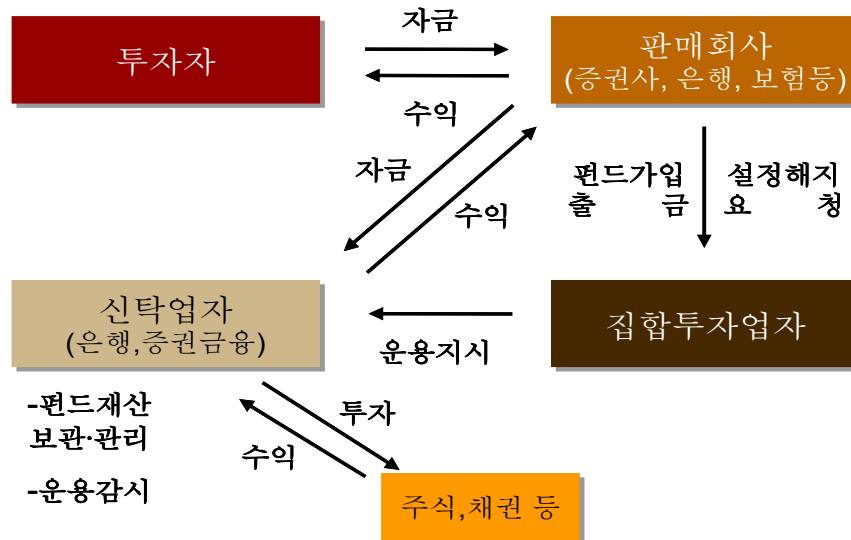 투자자
자금
수익
판매회사
(증권사, 은행, 보험등)
자금
수익
펀드가입
출 금
설정해지
요 청
신탁업자
(은행,증권금융)
운용지시
집합투자업자
-펀드재산
보관·관리
-운용감시
투자
수익
주식,채권 등